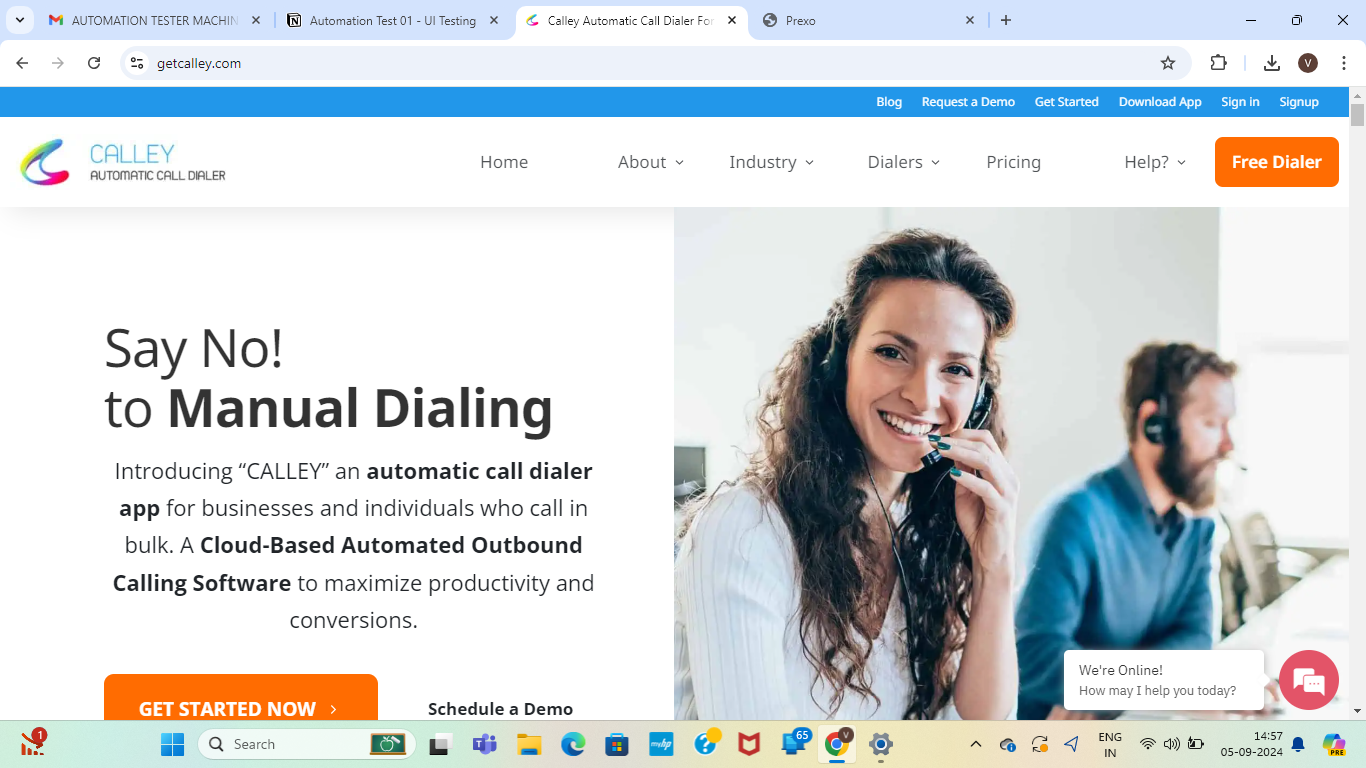 AUTOMATION TESTER MACHIN
Automation Test 01 - UI Testing
Calley Automatic Call Dialer For
Prexo
getcalley.com
V
Blog Request a Demo Get Started Download App Sign in Signup
CALLEY
AUTOMATIC CALL DIALER
Home About Industry Dialers Pricing Help? Free Dialer
Say No!
to Manual Dialing
Introducing “CALLEY” an automatic call dialer
app for businesses and individuals who call in
bulk. A Cloud-Based Automated Outbound
Calling Software to maximize productivity and
conversions.
GET STARTED NOW
Schedule a Demo
We're Online!
How may I help you today?
1
Search
myhp
65
V
ENG
IN
14:57
05-09-2024
PRE